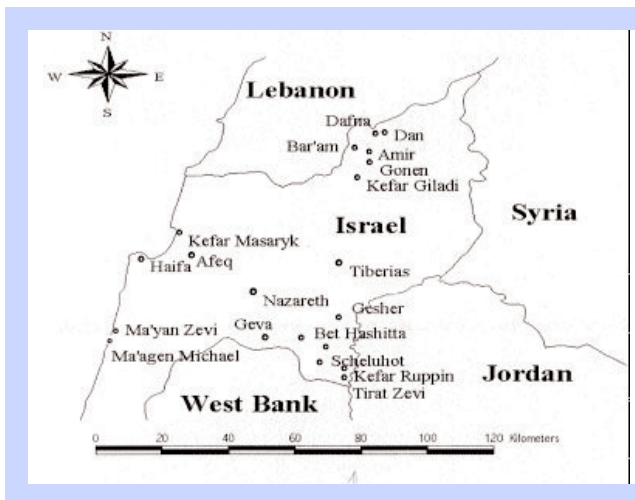 N
W E
S
Lebanon
Dafna
Dan
Bar'am
Amir
Gonen
Kefar Giladi
Syria
Israel
Kefar Masaryk
Haifa
Afeq
Tiberias
Nazareth
Gesher
Geva
Bet Hashitta
Ma'yan Zevi
Ma'agen Michael
Scheluhot
Kefar Ruppin
Tirat Zevi
Jordan
West Bank
0 20 40 60 80 100 120 Kilometers